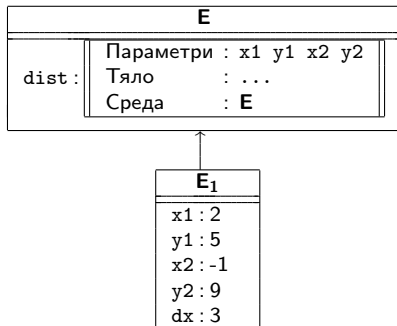 E
Параметри : x1 y1 x2 y2
dist : Тяло : ...
Среда : E
E1
x1 : 2
y1 : 5
x2 : -1
y2 : 9
dx : 3